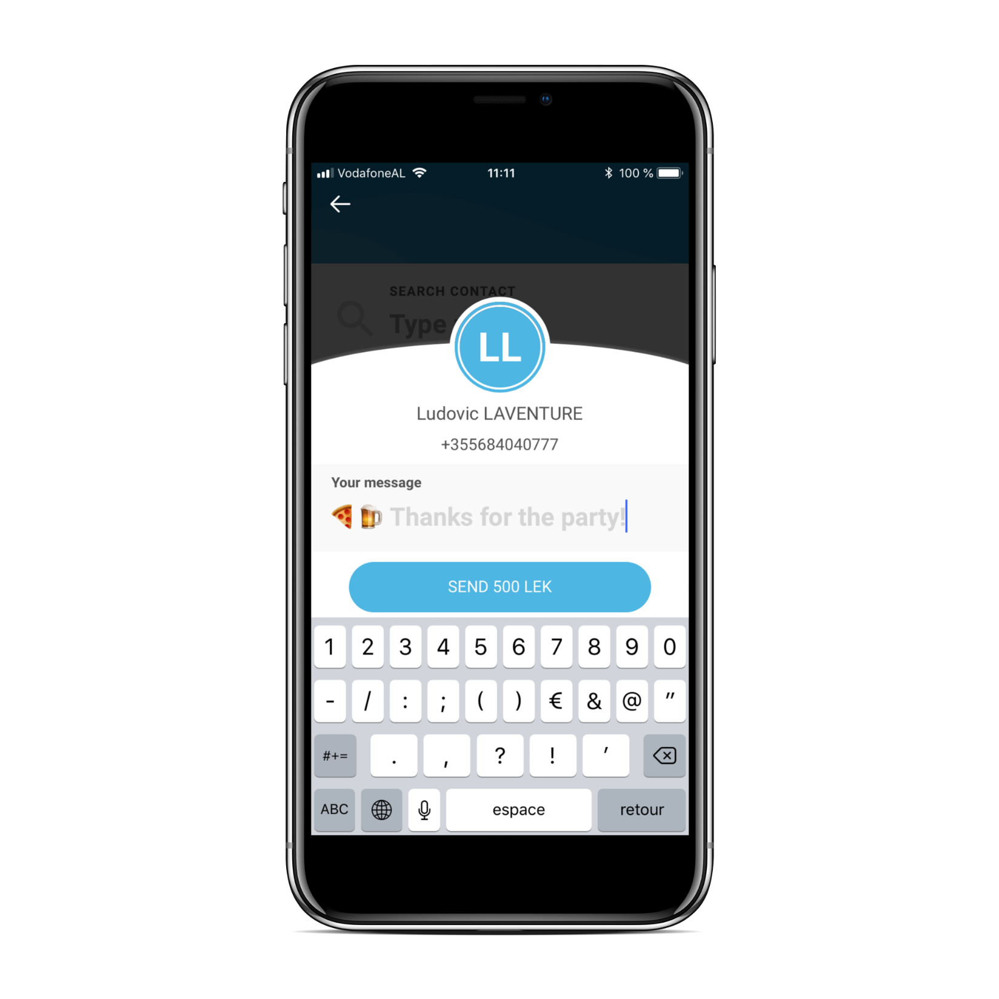 VodafoneAL 11:11 100 %
SEARCH CONTACT
Type
LL
Ludovic LAVENTURE
+355684040777
Your message
🍕 🍺 Thanks for the party!
SEND 500 LEK
1 2 3 4 5 6 7 8 9 0
- / : ; ( ) € & @ "
#+= . , ? ! '
ABC espace retour